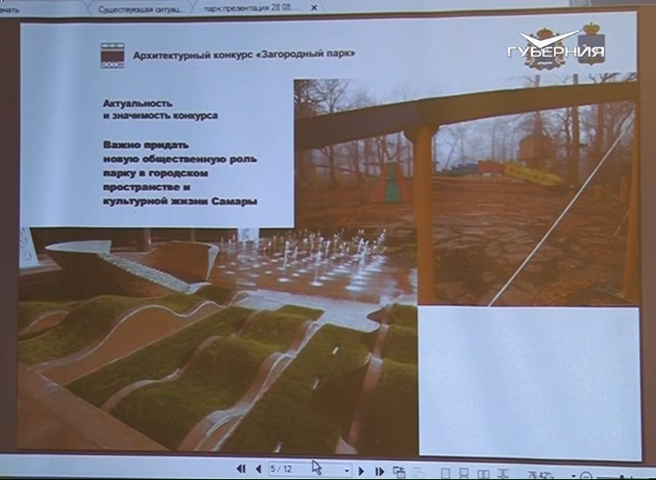 Существующая ситуац...
парк презентация 28 08....
Архитектурный конкурс «Загородный парк»
ГУБЕРНИЯ
Актуальность
и значимость конкурса
Важно придать
новую общественную роль
парку в городском
пространстве и
культурной жизни Самары
5 / 12
76,42%